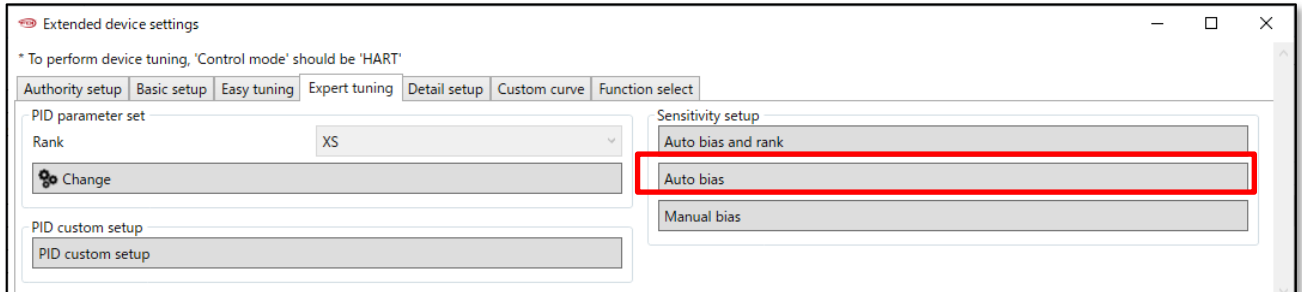 Extended device settings
* To perform device tuning, 'Control mode' should be 'HART'
Authority setup Basic setup Easy tuning Expert tuning Detail setup Custom curve Function select
PID parameter set
Rank XS
Change
PID custom setup
PID custom setup
Sensitivity setup
Auto bias and rank
Auto bias
Manual bias